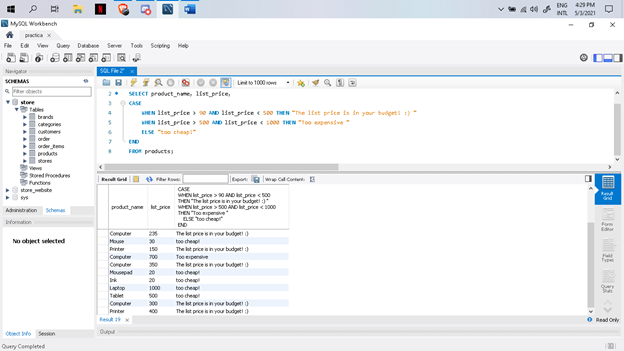 4:29 PM
ENG
INTL
5/3/2021
MySQL Workbench
practica
File Edit View Query Database Server Tools Scripting Help
Navigator
SCHEMAS
Filter objects
store
Tables
brands
categories
customers
order
order_items
products
stores
Views
Stored Procedures
Functions
store_website
sys
Administration Schemas
Information
No object selected
Object Info Session
Query Completed
SQL File 2*
Limit to 1000 rows
2 SELECT product_name, list_price,
3 CASE
4 WHEN list_price > 90 AND list_price < 500 THEN "The list price is in your budget! :) "
5 WHEN list_price > 500 AND list_price < 1000 THEN "Too expensive "
6 ELSE "too cheap!"
7 END
8 FROM products;
Result Grid Filter Rows: Export: Wrap Cell Content:
product_name list_price
CASE
WHEN list_price > 90 AND list_price < 500
THEN "The list price is in your budget! :) "
WHEN list_price > 500 AND list_price < 1000
THEN "Too expensive "
ELSE "too cheap!"
END
Computer 235 The list price is in your budget! :)
Mouse 30 too cheap!
Printer 150 The list price is in your budget! :)
Computer 700 Too expensive
Computer 350 The list price is in your budget! :)
Mousepad 20 too cheap!
Ink 20 too cheap!
Laptop 1000 too cheap!
Tablet 500 too cheap!
Computer 300 The list price is in your budget! :)
Printer 400 The list price is in your budget! :)
Result Grid
Form Editor
Field Types
Query Stats
Result 19
Read Only
Output